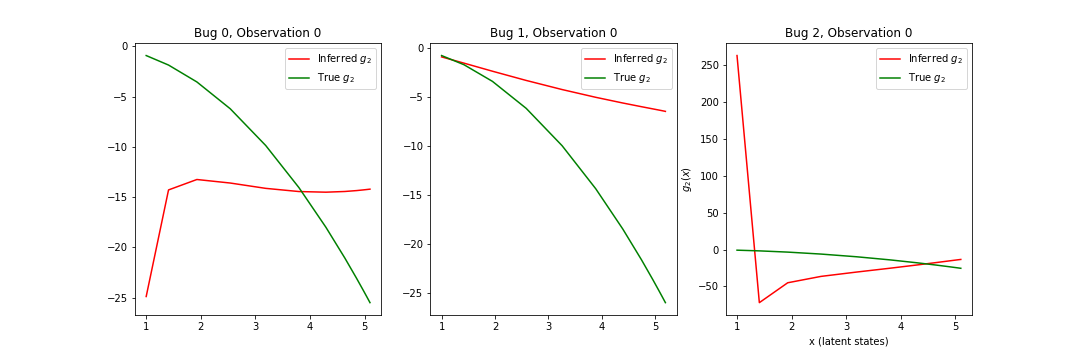 Bug 0, Observation 0
Inferred g₂
True g₂
0
−5
−10
−15
−20
−25
1 2 3 4 5
Bug 1, Observation 0
Inferred g₂
True g₂
0
−5
−10
−15
−20
−25
1 2 3 4 5
Bug 2, Observation 0
Inferred g₂
True g₂
g₂(x)
250
200
150
100
50
0
−50
1 2 3 4 5
x (latent states)